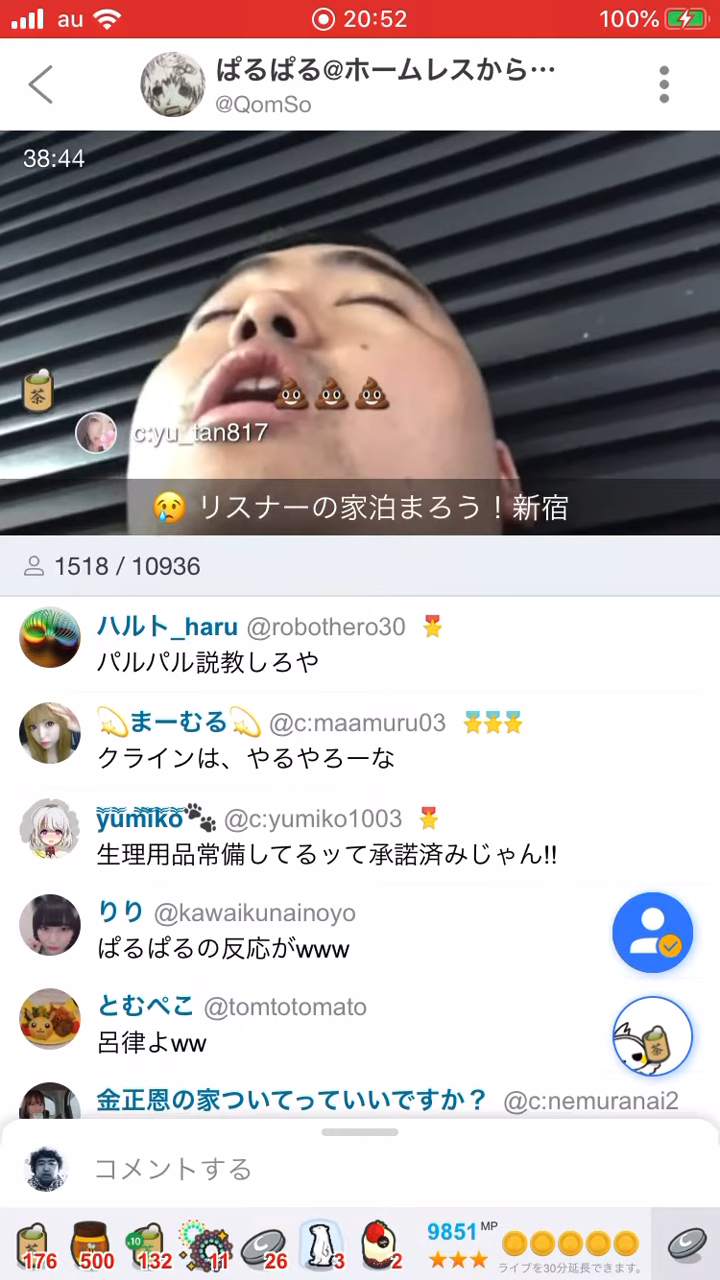 au 20:52 100%
ぱるぱる@ホームレスから…
@QomSo
38:44
茶
c:yu_tan817
リスナーの家泊まろう！新宿
1518 / 10936
ハルト_haru @robothero30
パルパル説教しろや
まーむる @c:maamuru03
クラインは、やるやろーな
yumiko @c:yumiko1003
生理用品常備してるッて承諾済みじゃん!!
りり @kawaikunainoyo
ぱるぱるの反応がwww
とむぺこ @tomtotomato
呂律よww
茶
金正恩の家ついてっていいですか？ @c:nemuranai2
コメントする
176 500 +10 132 11 26 3 2
9851 MP
ライブを30分延長できます。